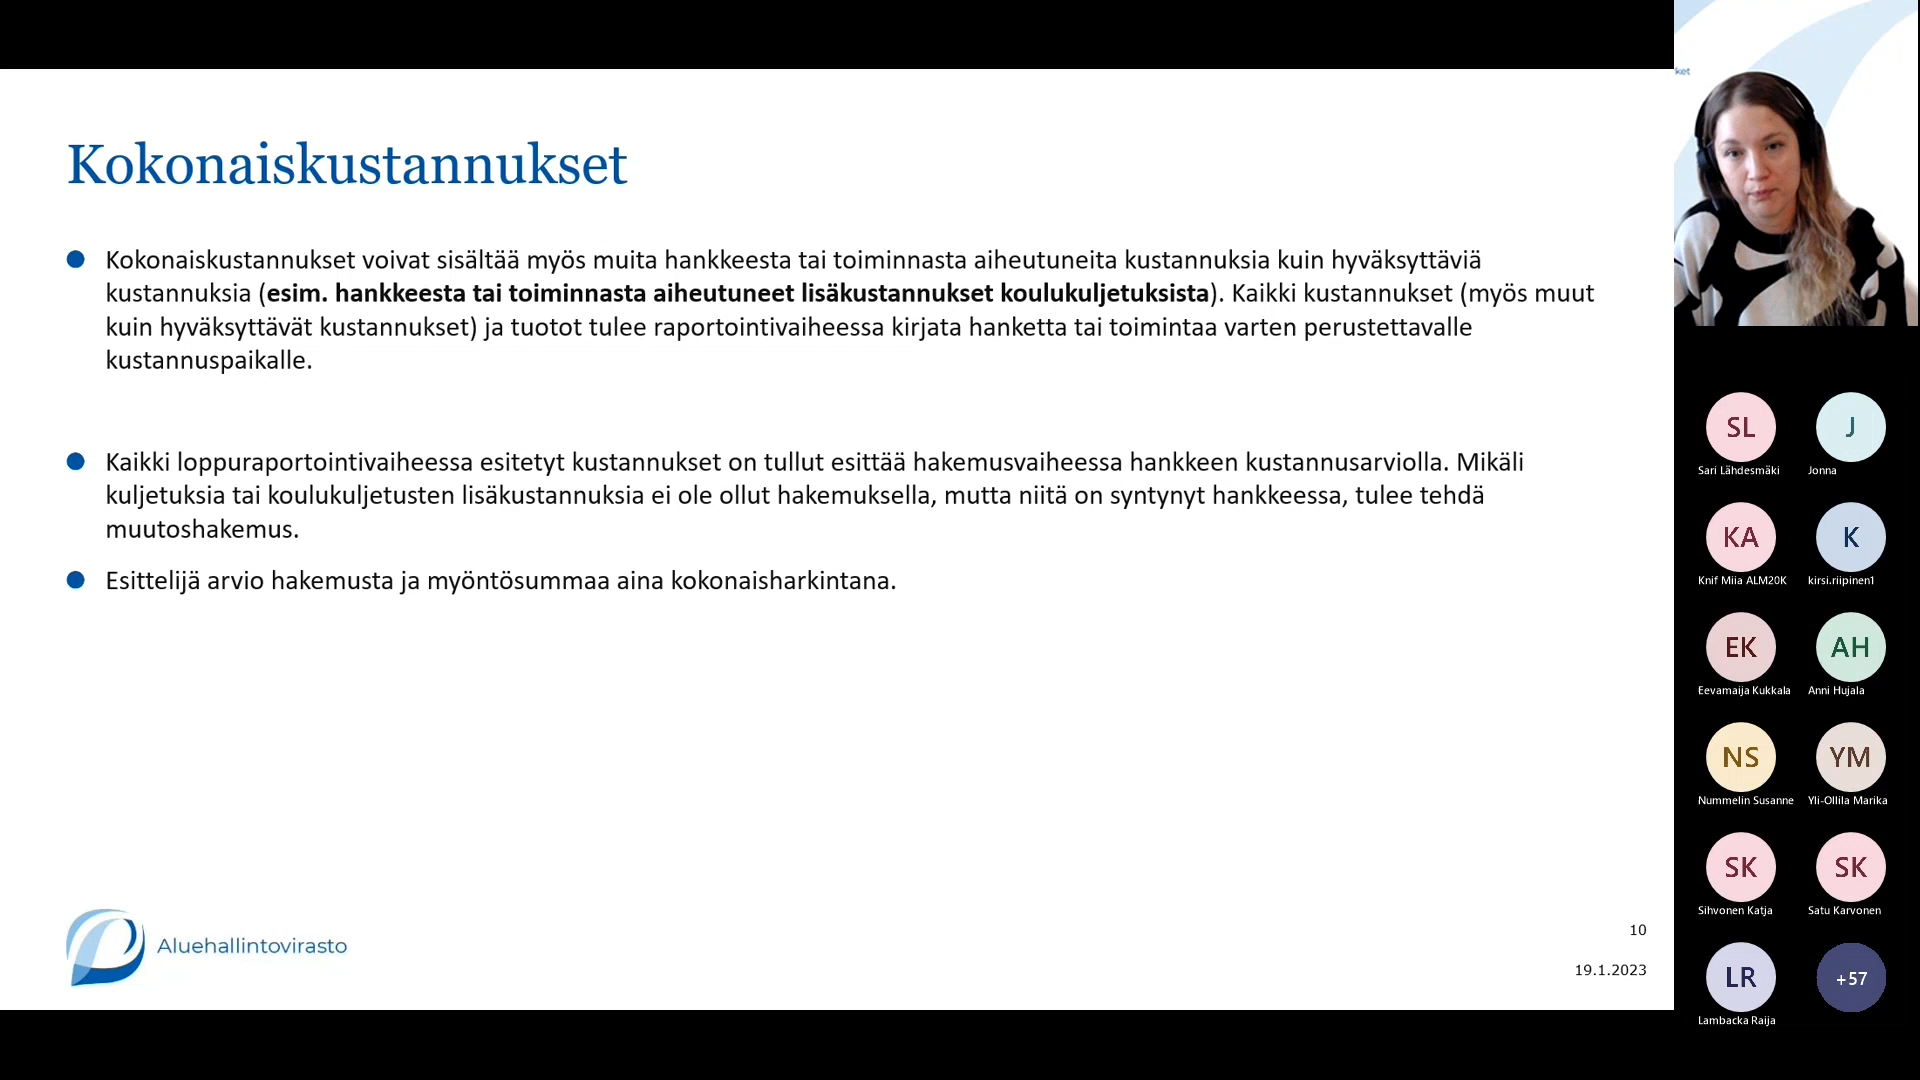 ket
Kokonaiskustannukset
Kokonaiskustannukset voivat sisältää myös muita hankkeesta tai toiminnasta aiheutuneita kustannuksia kuin hyväksyttäviä
kustannuksia (esim. hankkeesta tai toiminnasta aiheutuneet lisäkustannukset koulukuljetuksista). Kaikki kustannukset (myös muut
kuin hyväksyttävät kustannukset) ja tuotot tulee raportointivaiheessa kirjata hanketta tai toimintaa varten perustettavalle
kustannuspaikalle.
Kaikki loppuraportointivaiheessa esitetyt kustannukset on tullut esittää hakemusvaiheessa hankkeen kustannusarviolla. Mikäli
kuljetuksia tai koulukuljetusten lisäkustannuksia ei ole ollut hakemuksella, mutta niitä on syntynyt hankkeessa, tulee tehdä
muutoshakemus.
Esittelijä arvio hakemusta ja myöntösummaa aina kokonaisharkintana.
Aluehallintovirasto
10
19.1.2023
SL
J
Sari Lähdesmäki
Jonna
KA
K
Knif Miia ALM20K
kirsi.riipinen1
EK
AH
Eevamaija Kukkala
Anni Hujala
NS
YM
Nummelin Susanne
Yli-Ollila Marika
SK
SK
Sihvonen Katja
Satu Karvonen
LR
+57
Lambacka Raija